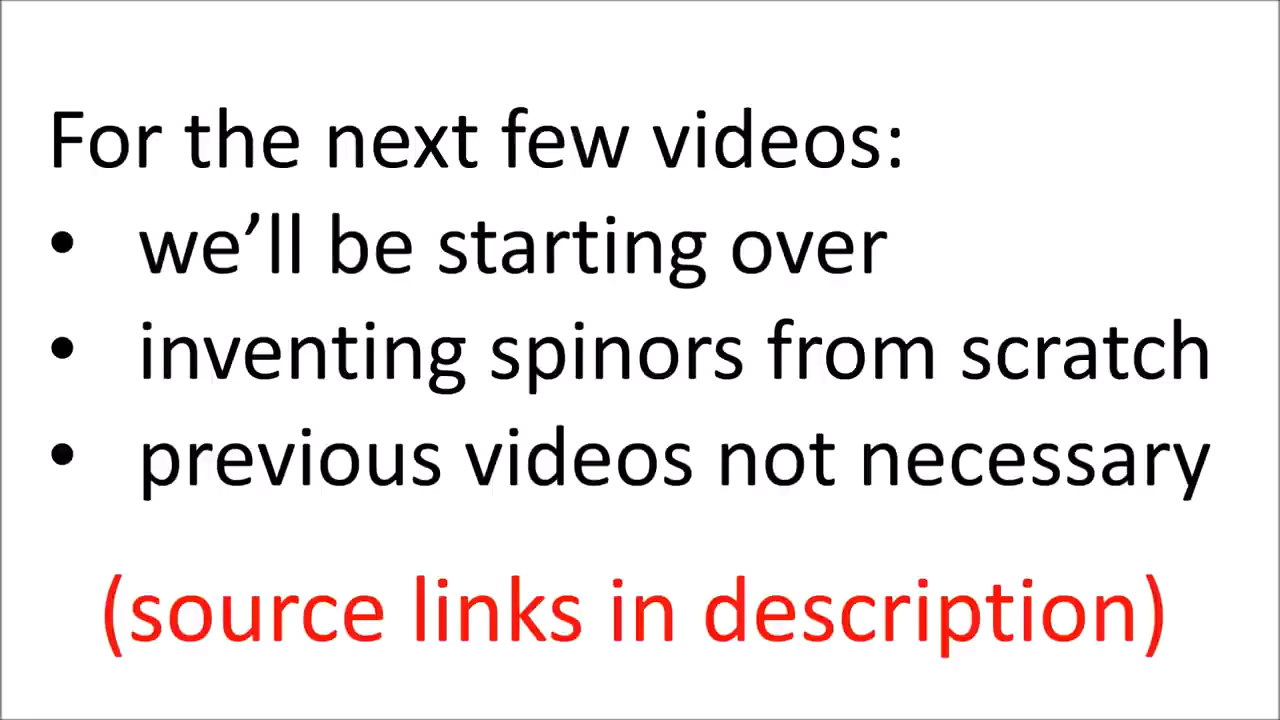 For the next few videos:
• we’ll be starting over
• inventing spinors from scratch
• previous videos not necessary
(source links in description)